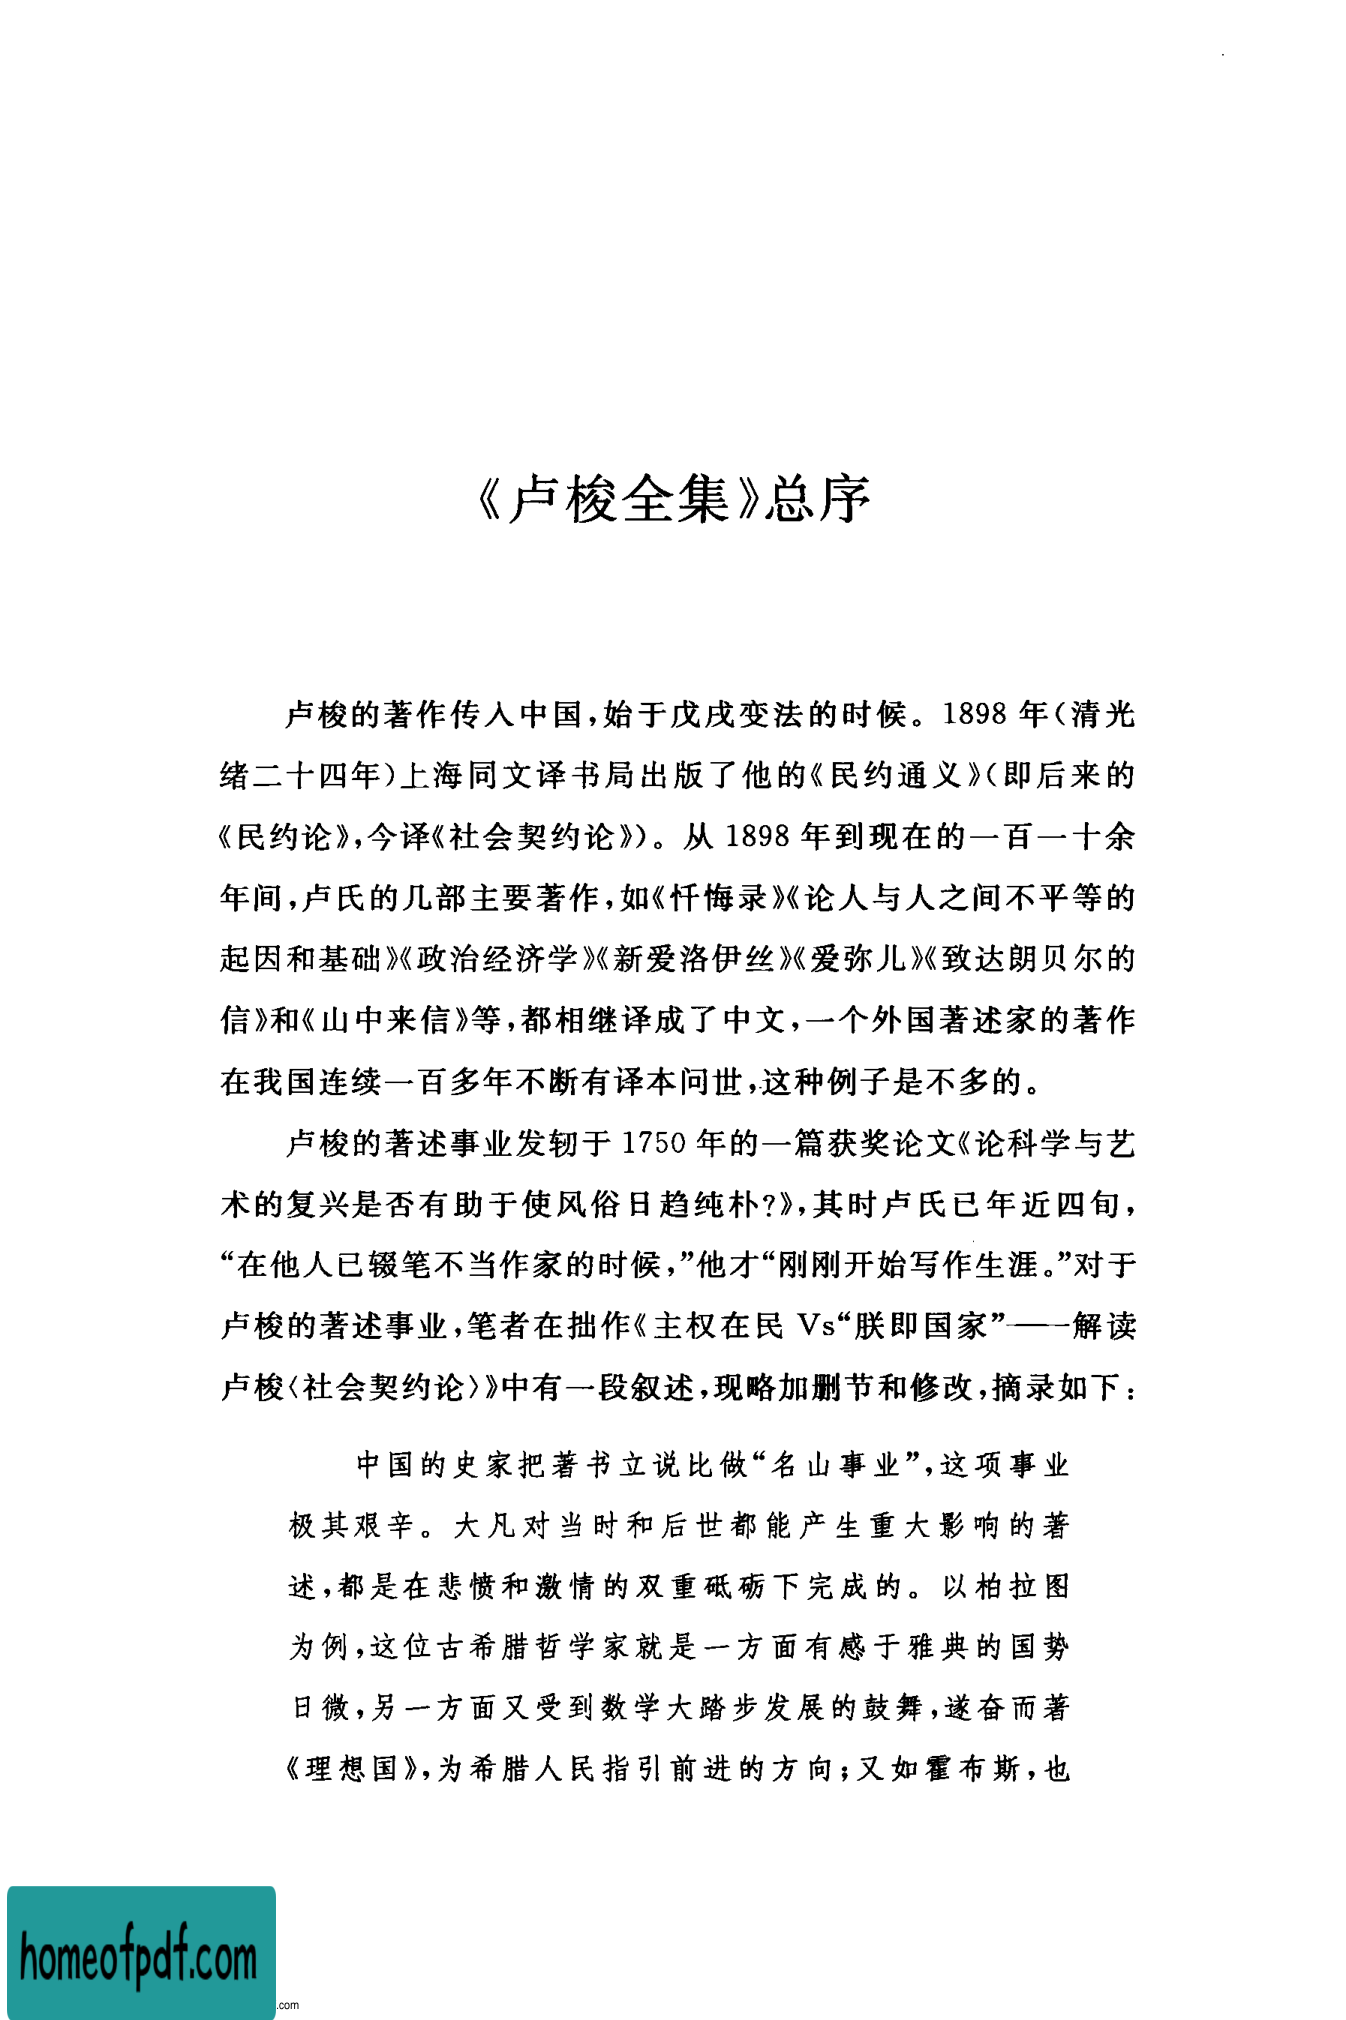 《卢梭全集》总序
卢梭的著作传入中国,始于戊戌变法的时候。1898 年(清光
绪二十四年)上海同文译书局出版了他的《民约通义》(即后来的
《民约论》,今译《社会契约论》)。从 1898 年到现在的一百一十余
年间,卢氏的几部主要著作,如《忏悔录》《论人与人之间不平等的
起因和基础》《政治经济学》《新爱洛伊丝》《爱弥儿》《致达朗贝尔的
信》和《山中来信》等,都相继译成了中文,一个外国著述家的著作
在我国连续一百多年不断有译本问世,这种例子是不多的。
卢梭的著述事业发轫于 1750 年的一篇获奖论文《论科学与艺
术的复兴是否有助于使风俗日趋纯朴?》,其时卢氏已年近四旬,
“在他人已辍笔不当作家的时候,”他才“刚刚开始写作生涯。”对于
卢梭的著述事业,笔者在拙作《主权在民 Vs“朕即国家”——解读
卢梭〈社会契约论〉》中有一段叙述,现略加删节和修改,摘录如下:
中国的史家把著书立说比做“名山事业”,这项事业
极其艰辛。大凡对当时和后世都能产生重大影响的著
述,都是在悲愤和激情的双重砥砺下完成的。以柏拉图
为例,这位古希腊哲学家就是一方面有感于雅典的国势
日微,另一方面又受到数学大踏步发展的鼓舞,遂奋而著
《理想国》,为希腊人民指引前进的方向;又如霍布斯,也
homeofpdf.com
.com